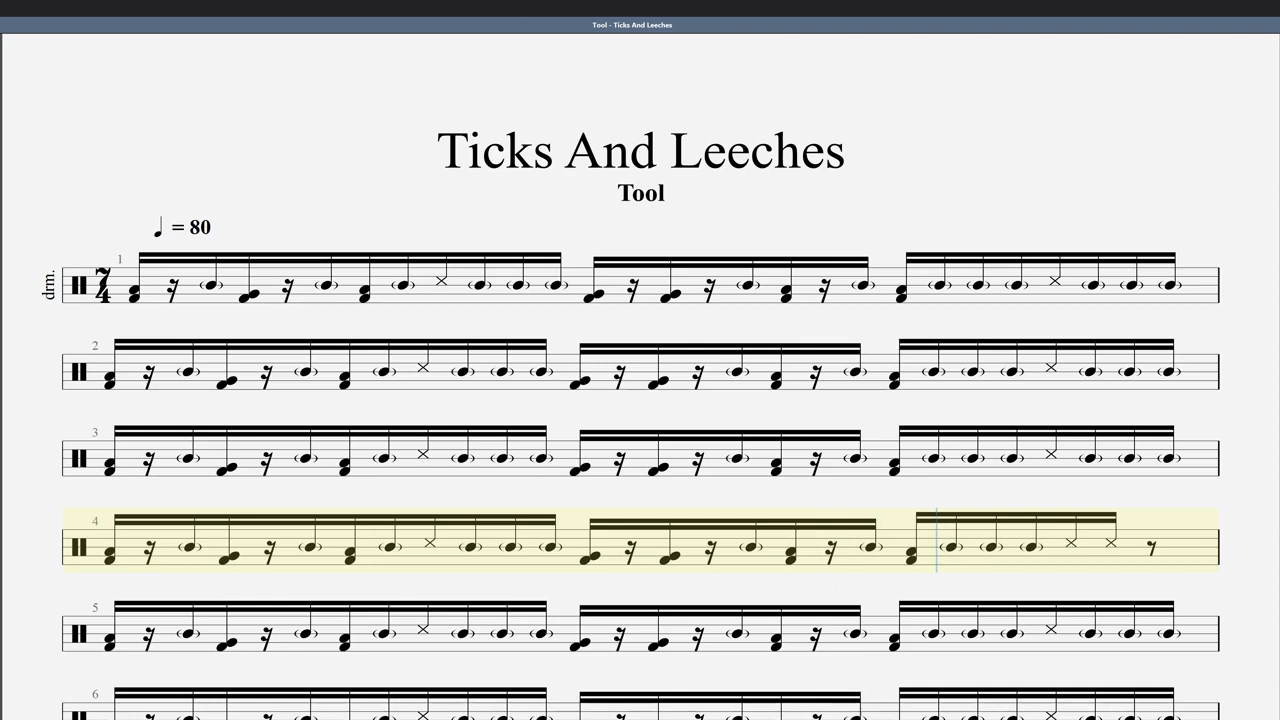 Tool - Ticks And Leeches
Ticks And Leeches
Tool
♩ = 80
drm.
1
7
4
2
3
4
5
6